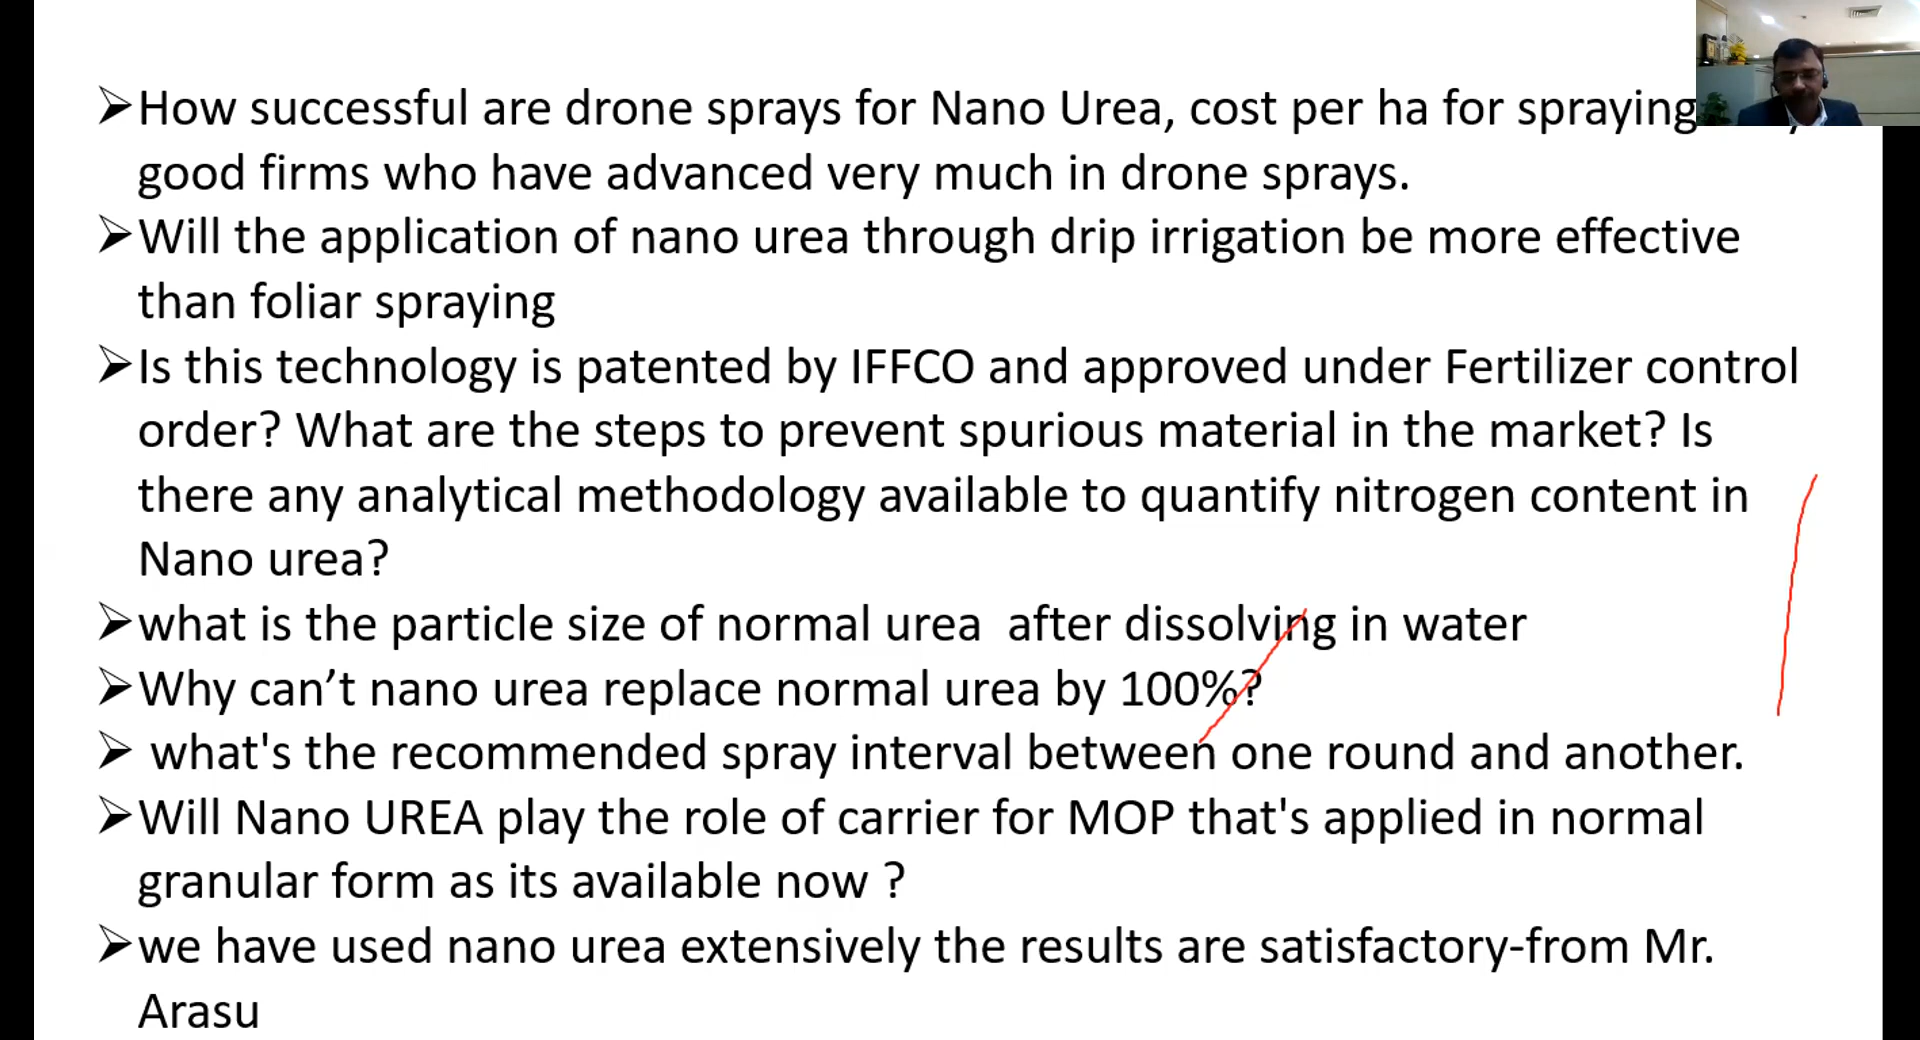 ➢How successful are drone sprays for Nano Urea, cost per ha for spraying
good firms who have advanced very much in drone sprays.
➢Will the application of nano urea through drip irrigation be more effective
than foliar spraying
➢Is this technology is patented by IFFCO and approved under Fertilizer control
order? What are the steps to prevent spurious material in the market? Is
there any analytical methodology available to quantify nitrogen content in
Nano urea?
➢what is the particle size of normal urea  after dissolving in water
➢Why can’t nano urea replace normal urea by 100%?
➢ what's the recommended spray interval between one round and another.
➢Will Nano UREA play the role of carrier for MOP that's applied in normal
granular form as its available now ?
➢we have used nano urea extensively the results are satisfactory-from Mr.
Arasu